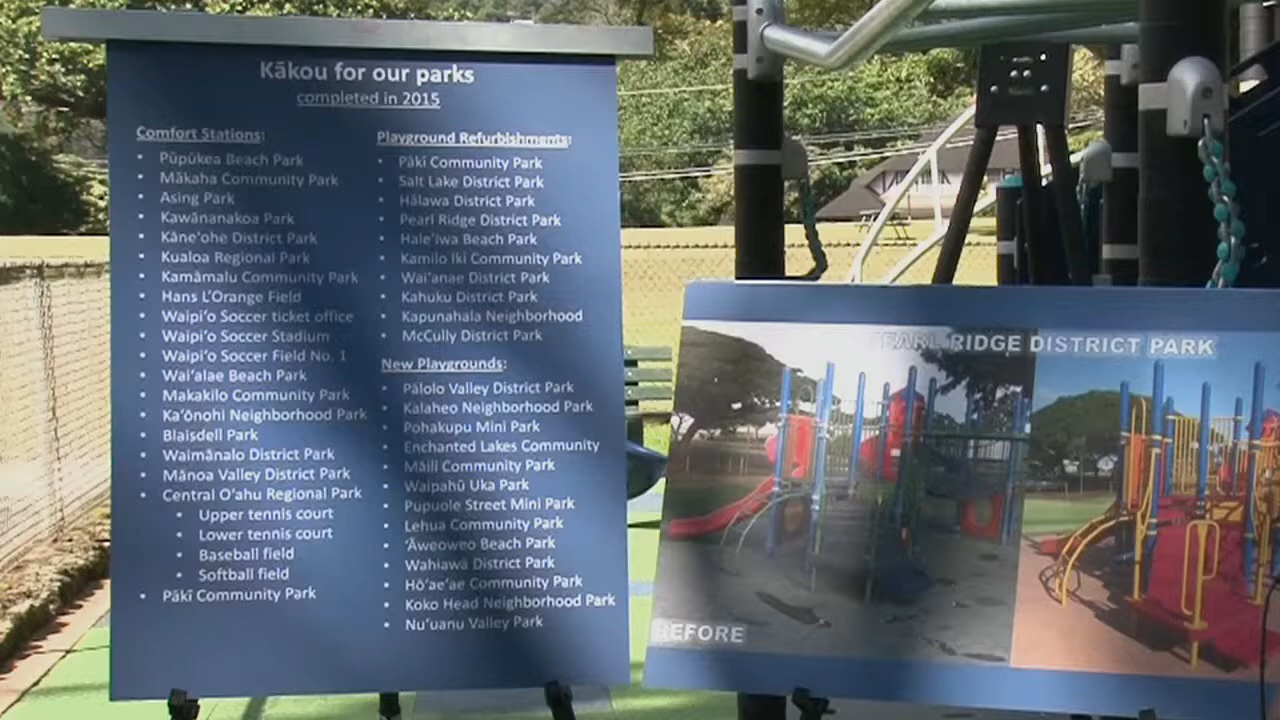 Kākou for our parks
completed in 2015
Comfort Stations:
• Pūpūkea Beach Park
• Mākaha Community Park
• Asing Park
• Kawānanakoa Park
• Kāne'ohe District Park
• Kualoa Regional Park
• Kamāmalu Community Park
• Hans L'Orange Field
• Waipi'o Soccer ticket office
• Waipi'o Soccer Stadium
• Waipi'o Soccer Field No. 1
• Wai'alae Beach Park
• Makakilo Community Park
• Ka'ōnohi Neighborhood Park
• Blaisdell Park
• Waimānalo District Park
• Mānoa Valley District Park
• Central O'ahu Regional Park
• Upper tennis court
• Lower tennis court
• Baseball field
• Softball field
• Pākī Community Park
Playground Refurbishments:
• Pākī Community Park
• Salt Lake District Park
• Hālawa District Park
• Pearl Ridge District Park
• Hale'iwa Beach Park
• Kamilo Iki Community Park
• Wai'anae District Park
• Kahuku District Park
• Kapunahala Neighborhood
• McCully District Park
New Playgrounds:
• Pālolo Valley District Park
• Kalaheo Neighborhood Park
• Pohakupu Mini Park
• Enchanted Lakes Community
• Māili Community Park
• Waipahū Uka Park
• Pupuole Street Mini Park
• Lehua Community Park
• 'Āweoweo Beach Park
• Wahiawā District Park
• Hō'ae'ae Community Park
• Koko Head Neighborhood Park
• Nu'uanu Valley Park
PEARL RIDGE DISTRICT PARK
BEFORE